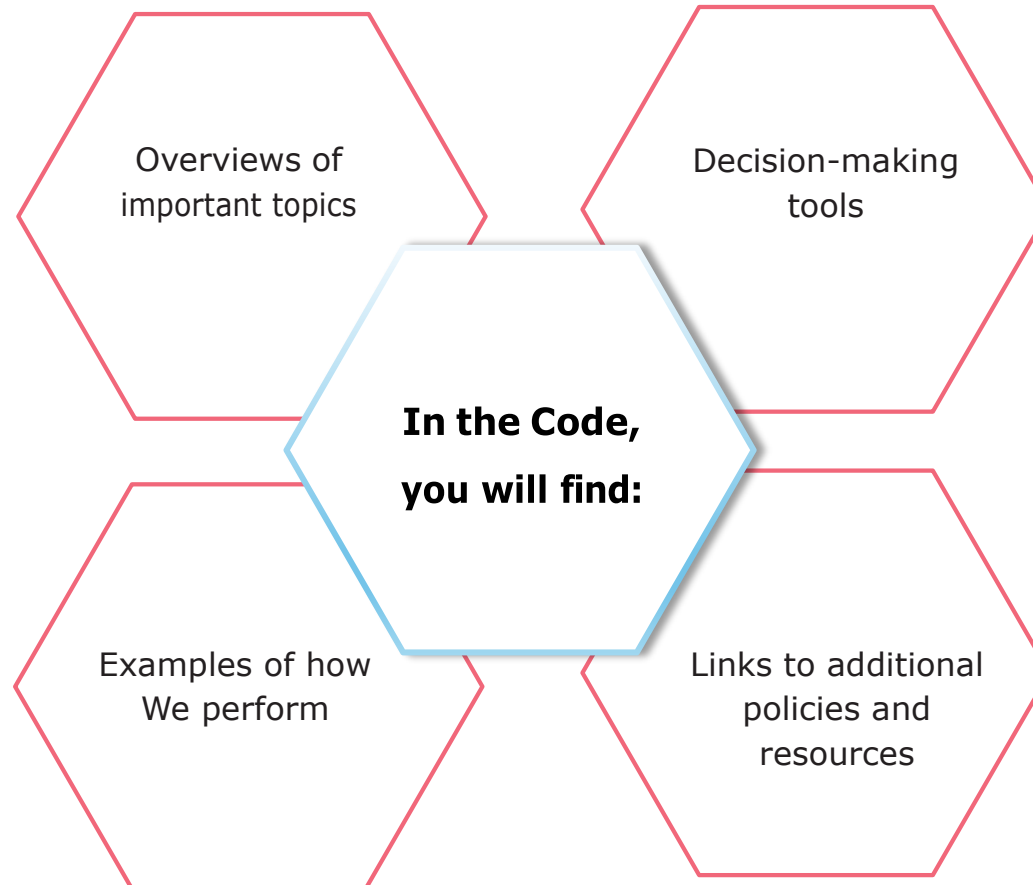 Overviews of
important topics
Decision-making
tools
In the Code,
you will find:
Examples of how
We perform
Links to additional
policies and
resources